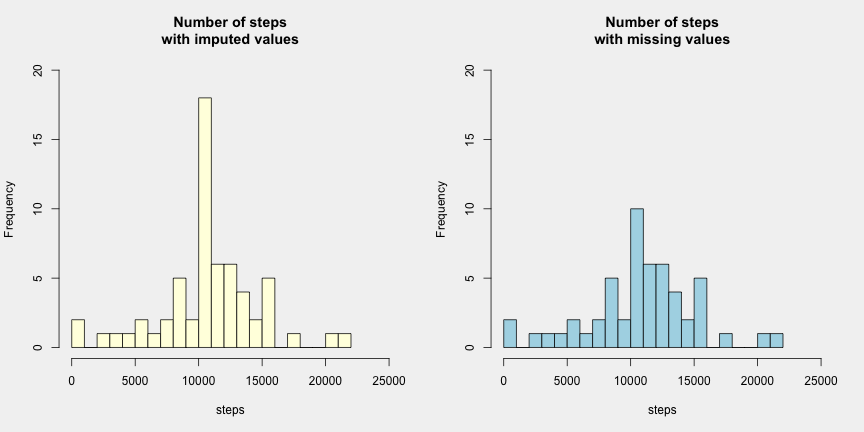 Number of steps
with imputed values
Frequency
20
15
10
5
0
0 5000 10000 15000 20000 25000
steps
Number of steps
with missing values
Frequency
20
15
10
5
0
0 5000 10000 15000 20000 25000
steps